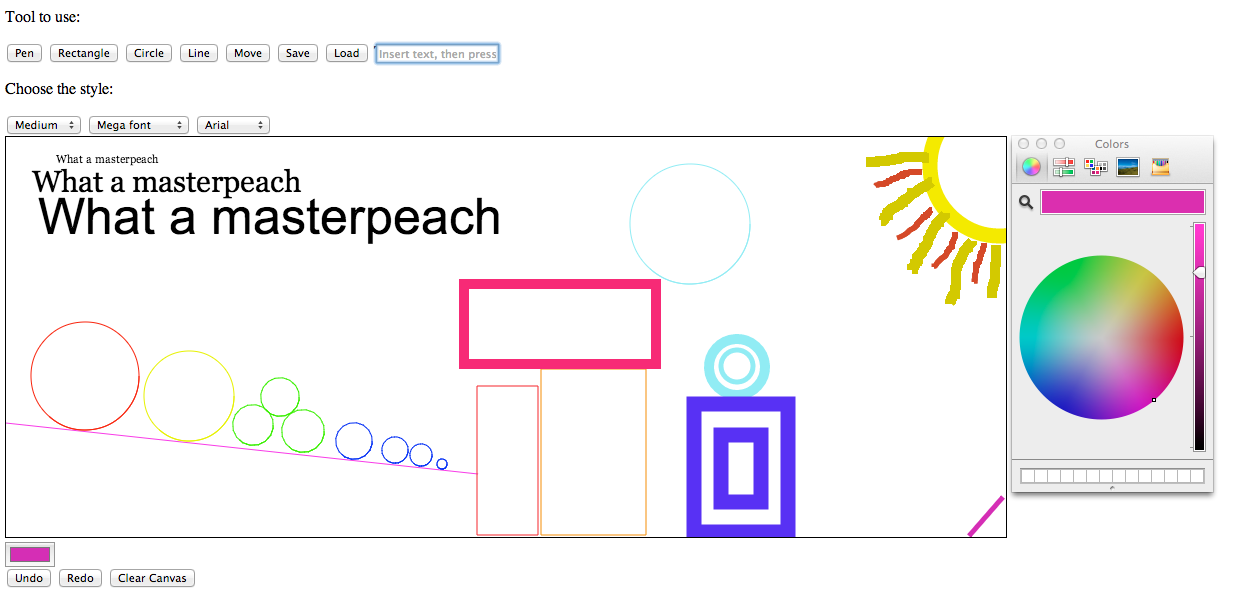 Tool to use:
Pen Rectangle Circle Line Move Save Load Insert text, then press
Choose the style:
Medium Mega font Arial
Colors
What a masterpeach
What a masterpeach
What a masterpeach
Undo Redo Clear Canvas